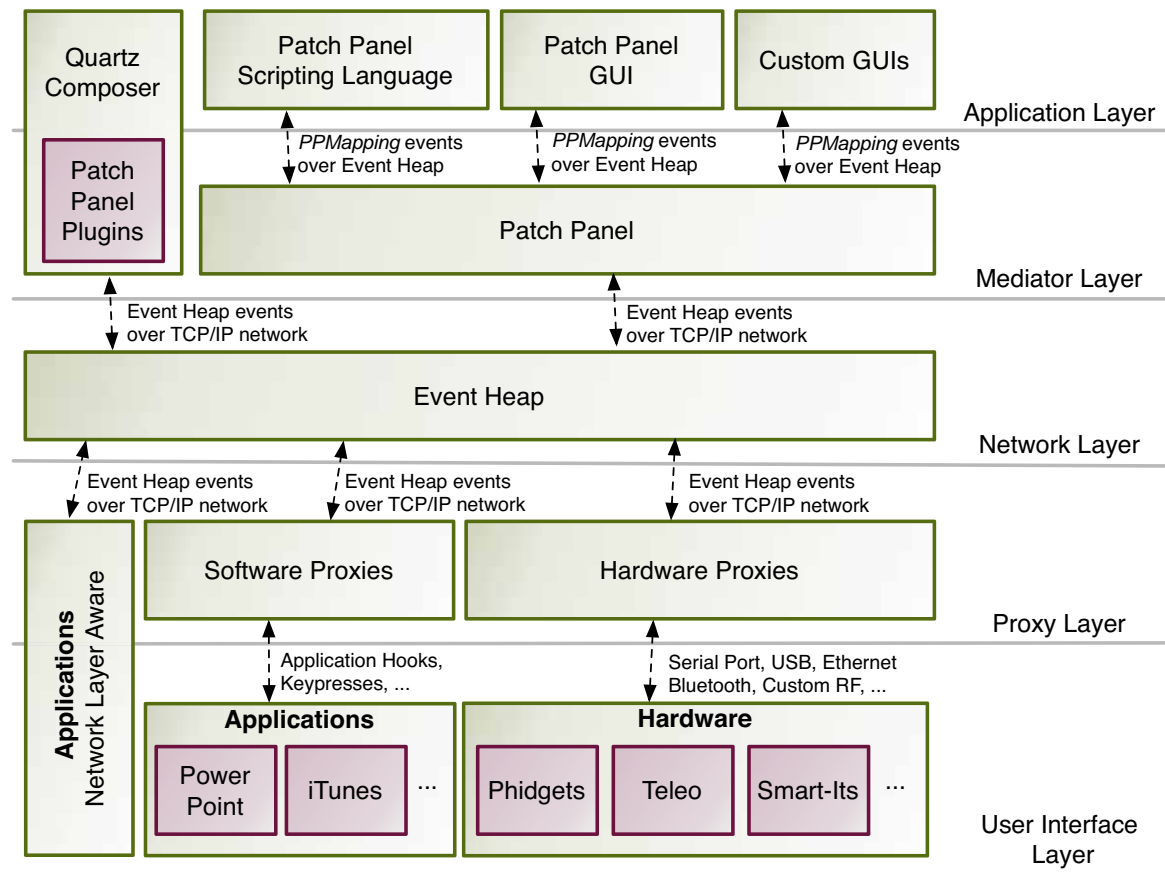 Quartz
Composer
Patch
Panel
Plugins
Patch Panel
Scripting Language
Patch Panel
GUI
Custom GUIs
Application Layer
PPMapping events
over Event Heap
PPMapping events
over Event Heap
PPMapping events
over Event Heap
Patch Panel
Mediator Layer
Event Heap events
over TCP/IP network
Event Heap events
over TCP/IP network
Event Heap
Network Layer
Event Heap events
over TCP/IP network
Event Heap events
over TCP/IP network
Event Heap events
over TCP/IP network
Applications
Network Layer Aware
Software Proxies
Hardware Proxies
Proxy Layer
Application Hooks,
Keypresses, ...
Serial Port, USB, Ethernet
Bluetooth, Custom RF, ...
Applications
Power
Point
iTunes
...
Hardware
Phidgets
Teleo
Smart-Its
...
User Interface
Layer